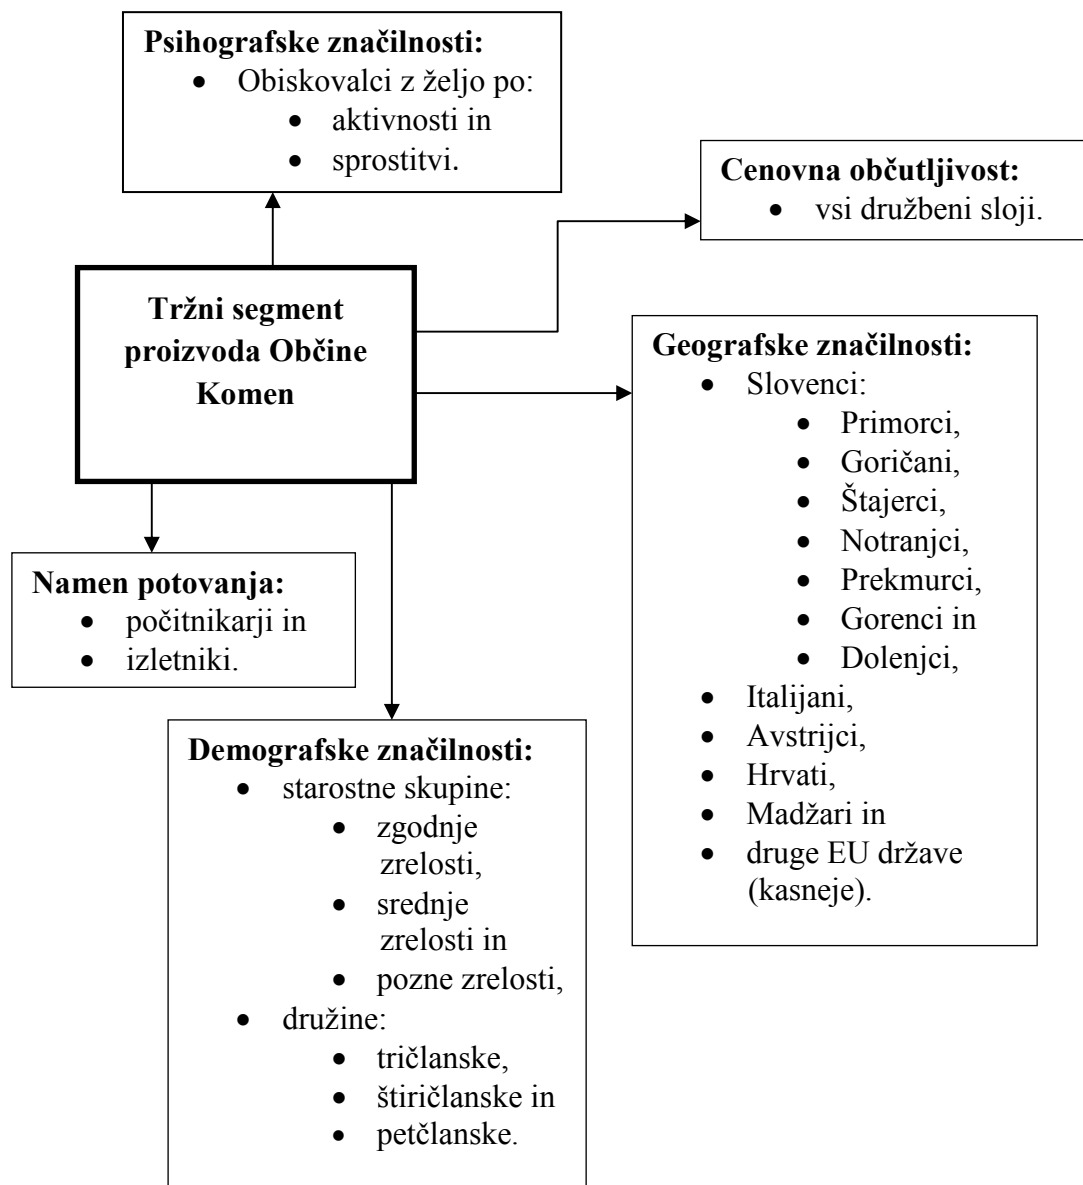 Psihografske značilnosti:
• Obiskovalci z željo po:
• aktivnosti in
• sprostitvi.
Cenovna občutljivost:
• vsi družbeni sloji.
Tržni segment
proizvoda Občine
Komen
Geografske značilnosti:
• Slovenci:
• Primorci,
• Goričani,
• Štajerci,
• Notranjci,
• Prekmurci,
• Gorenci in
• Dolenjci,
• Italijani,
• Avstrijci,
• Hrvati,
• Madžari in
• druge EU države
(kasneje).
Namen potovanja:
• počitnikarji in
• izletniki.
Demografske značilnosti:
• starostne skupine:
• zgodnje
zrelosti,
• srednje
zrelosti in
• pozne zrelosti,
• družine:
• tričlanske,
• štiričlanske in
• petčlanske.